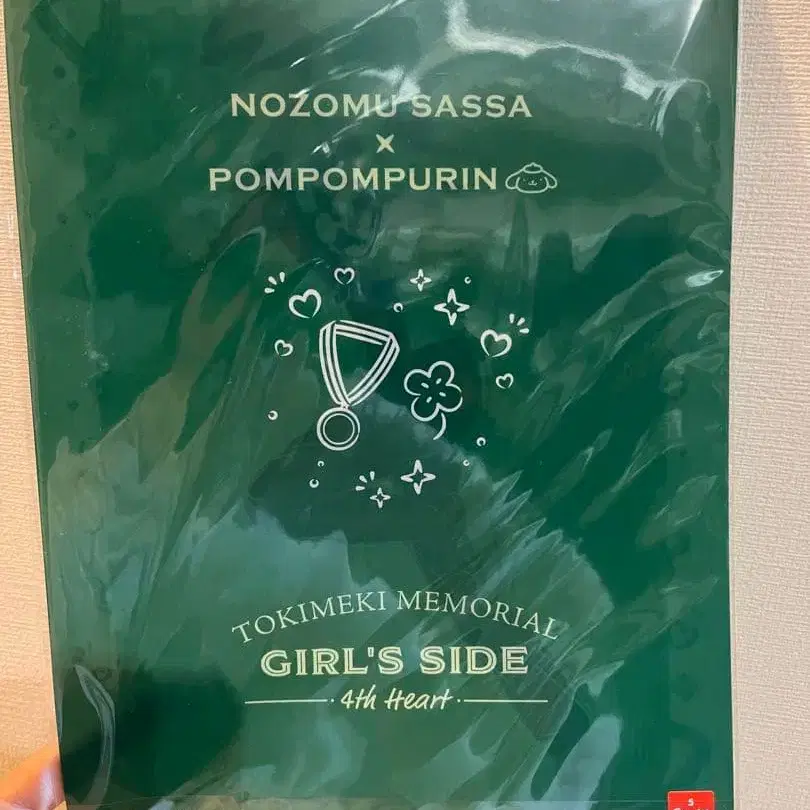 NOZOMU SASSA
×
POMPOMPURIN
TOKIMEKI MEMORIAL
GIRL'S SIDE
4th Heart
S